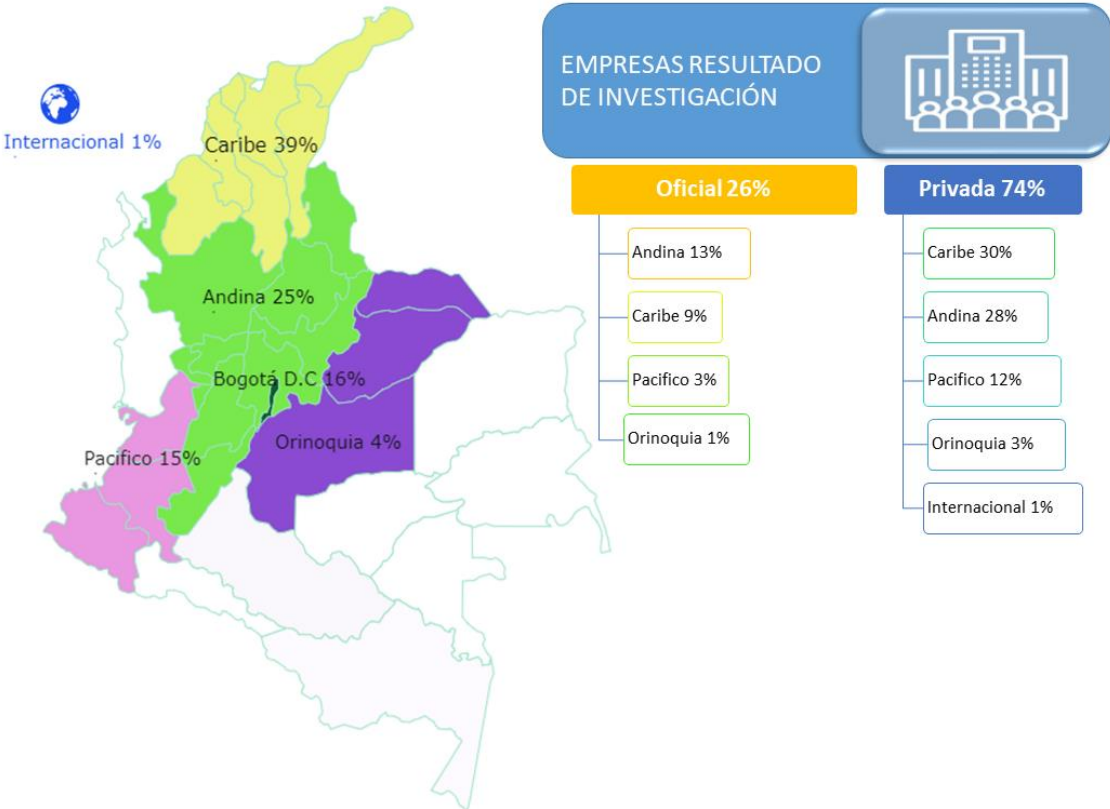 Internacional 1%
Caribe 39%
Andina 25%
Bogotá D.C 16%
Orinoquia 4%
Pacifico 15%
EMPRESAS RESULTADO
DE INVESTIGACIÓN
Oficial 26%
Andina 13%
Caribe 9%
Pacifico 3%
Orinoquia 1%
Privada 74%
Caribe 30%
Andina 28%
Pacifico 12%
Orinoquia 3%
Internacional 1%